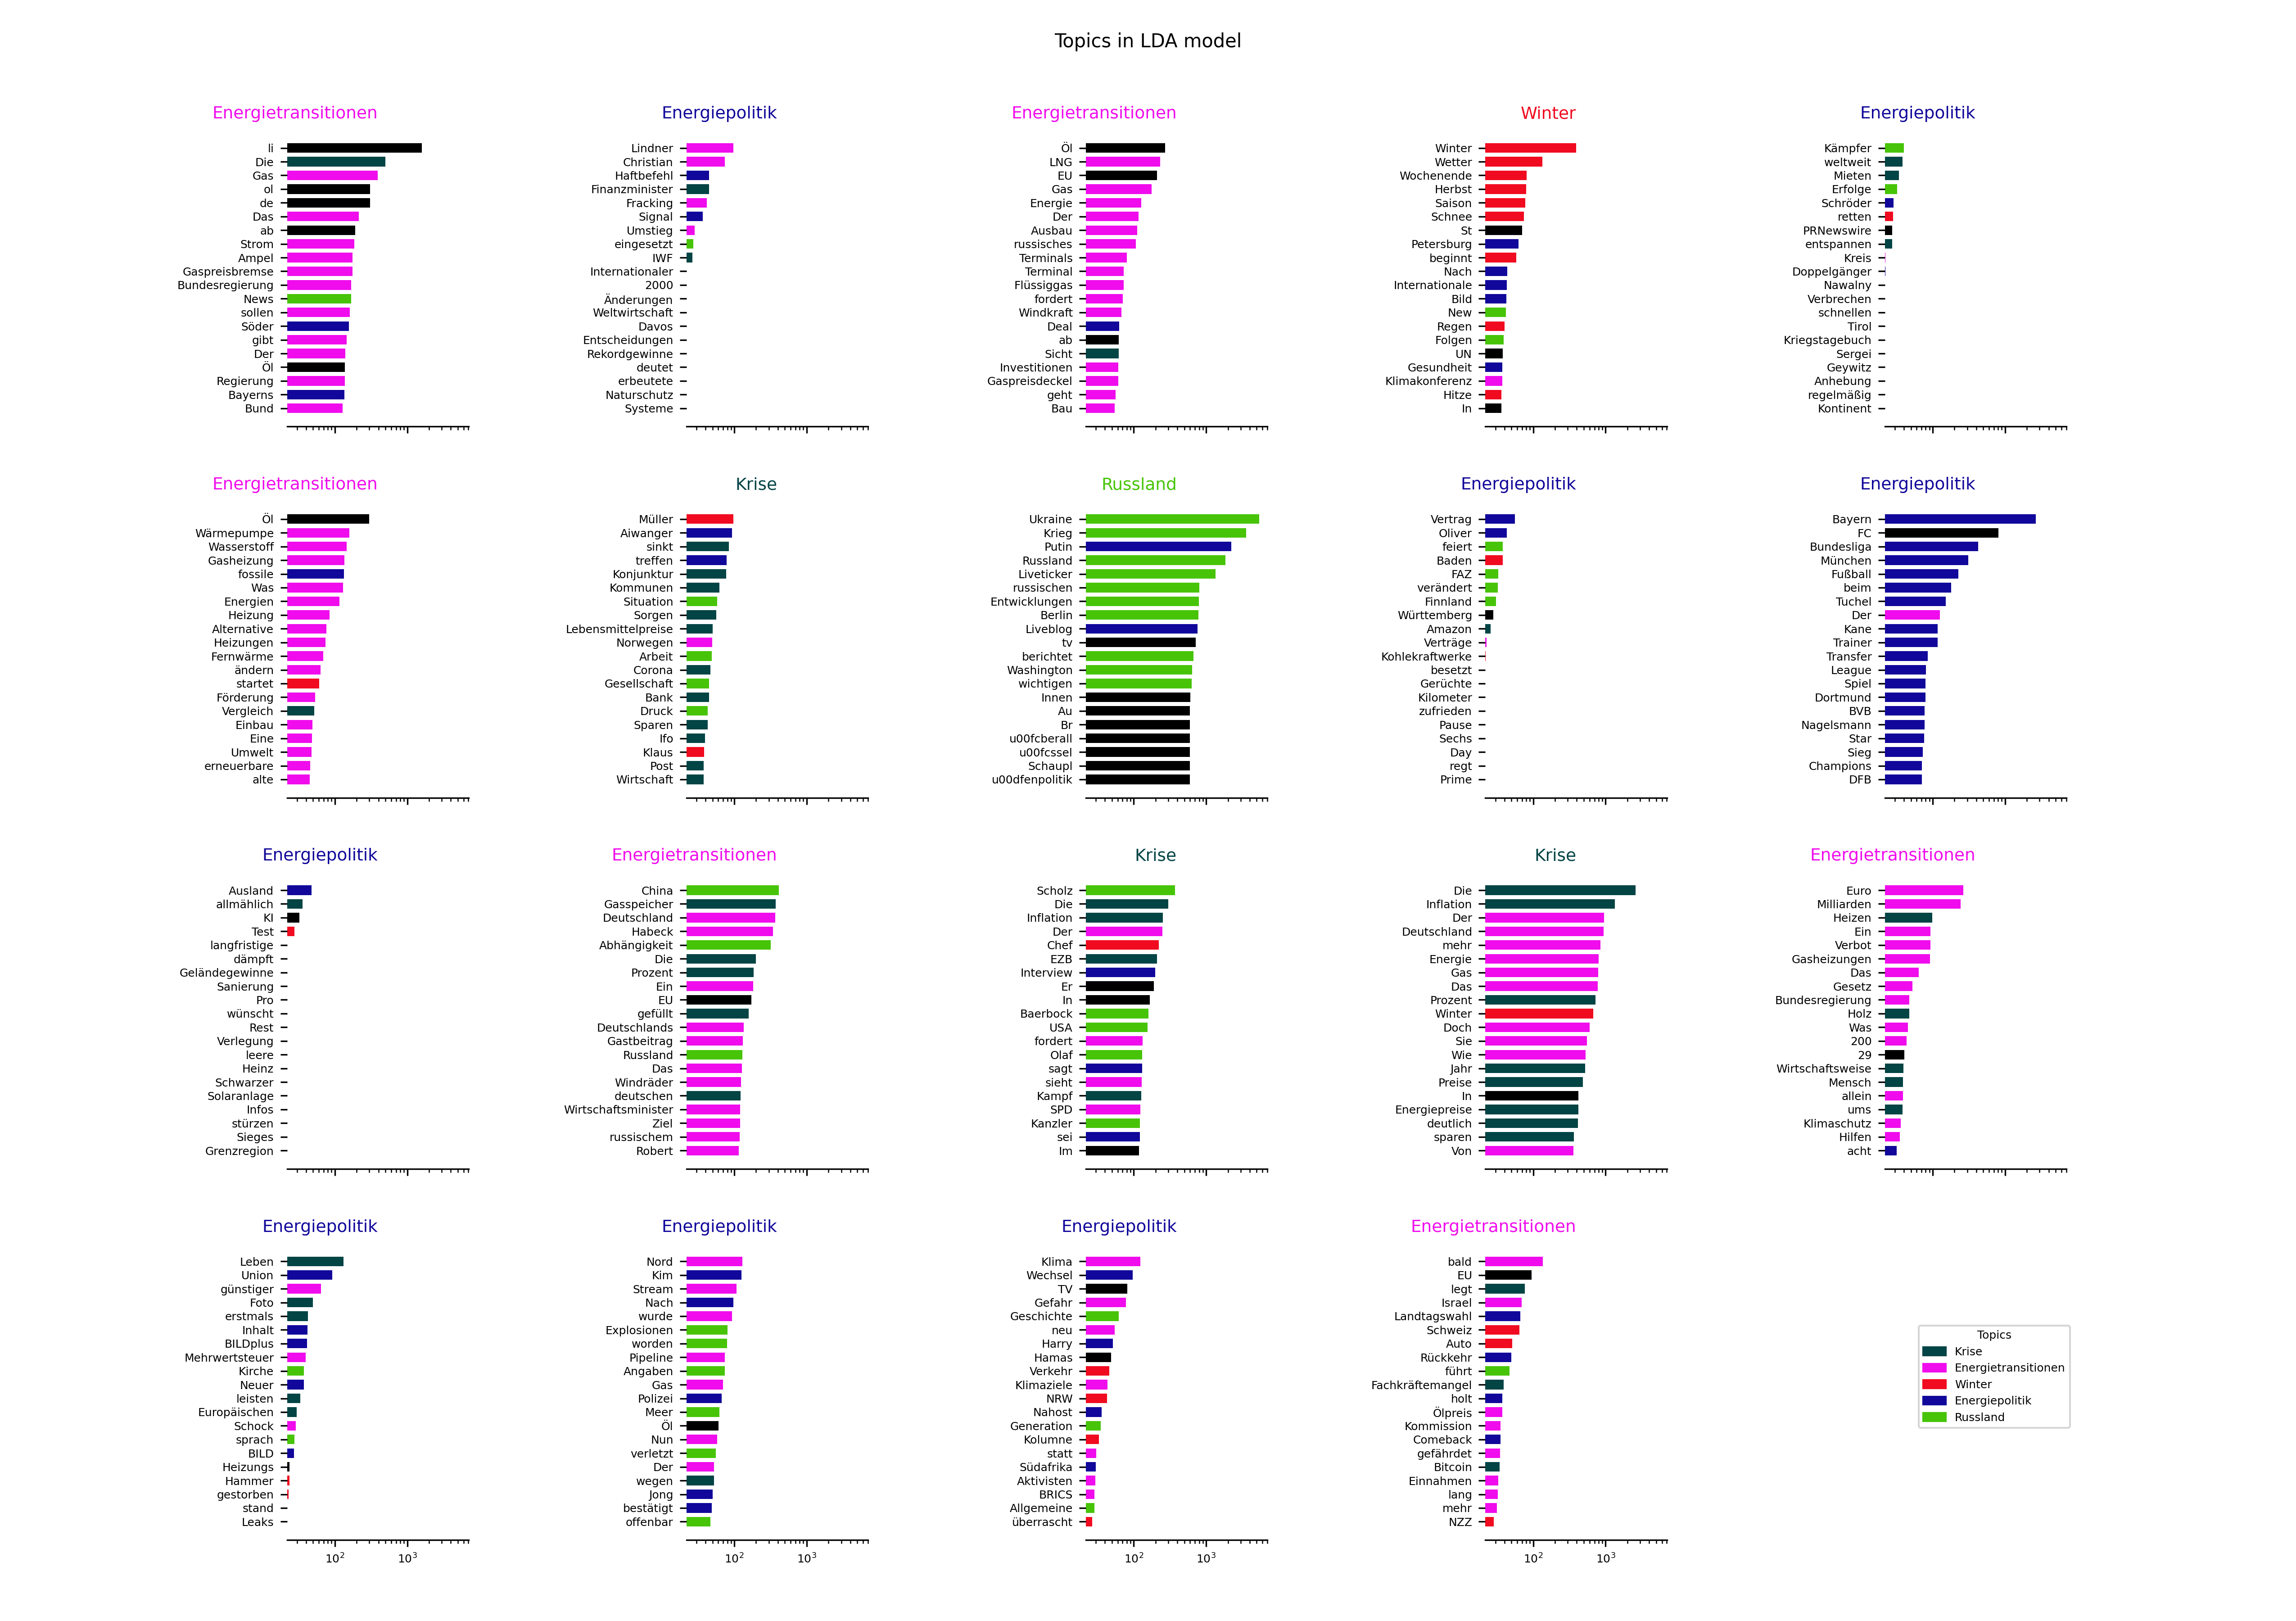 Topics in LDA model
Energietransitionen
li
Die
Gas
ol
de
Das
ab
Strom
Ampel
Gaspreisbremse
Bundesregierung
News
sollen
Söder
gibt
Der
Öl
Regierung
Bayerns
Bund
Energiepolitik
Lindner
Christian
Haftbefehl
Finanzminister
Fracking
Signal
Umstieg
eingesetzt
IWF
Internationaler
2000
Änderungen
Weltwirtschaft
Davos
Entscheidungen
Rekordgewinne
deutet
erbeutete
Naturschutz
Systeme
Energietransitionen
Öl
LNG
EU
Gas
Energie
Der
Ausbau
russisches
Terminals
Terminal
Flüssiggas
fordert
Windkraft
Deal
ab
Sicht
Investitionen
Gaspreisdeckel
geht
Bau
Winter
Winter
Wetter
Wochenende
Herbst
Saison
Schnee
St
Petersburg
beginnt
Nach
Internationale
Bild
New
Regen
Folgen
UN
Gesundheit
Klimakonferenz
Hitze
In
Energiepolitik
Kämpfer
weltweit
Mieten
Erfolge
Schröder
retten
PRNewswire
entspannen
Kreis
Doppelgänger
Nawalny
Verbrechen
schnellen
Tirol
Kriegstagebuch
Sergei
Geywitz
Anhebung
regelmäßig
Kontinent
Energietransitionen
Öl
Wärmepumpe
Wasserstoff
Gasheizung
fossile
Was
Energien
Heizung
Alternative
Heizungen
Fernwärme
ändern
startet
Förderung
Vergleich
Einbau
Eine
Umwelt
erneuerbare
alte
Krise
Müller
Aiwanger
sinkt
treffen
Konjunktur
Kommunen
Situation
Sorgen
Lebensmittelpreise
Norwegen
Arbeit
Corona
Gesellschaft
Bank
Druck
Sparen
Ifo
Klaus
Post
Wirtschaft
Russland
Ukraine
Krieg
Putin
Russland
Liveticker
russischen
Entwicklungen
Berlin
Liveblog
tv
berichtet
Washington
wichtigen
Innen
Au
Br
u00fcberall
u00fcssel
Schaupl
u00dfenpolitik
Energiepolitik
Vertrag
Oliver
feiert
Baden
FAZ
verändert
Finnland
Württemberg
Amazon
Verträge
Kohlekraftwerke
besetzt
Gerüchte
Kilometer
zufrieden
Pause
Sechs
Day
regt
Prime
Energiepolitik
Bayern
FC
Bundesliga
München
Fußball
beim
Tuchel
Der
Kane
Trainer
Transfer
League
Spiel
Dortmund
BVB
Nagelsmann
Star
Sieg
Champions
DFB
Energiepolitik
Ausland
allmählich
KI
Test
langfristige
dämpft
Geländegewinne
Sanierung
Pro
wünscht
Rest
Verlegung
leere
Heinz
Schwarzer
Solaranlage
Infos
stürzen
Sieges
Grenzregion
Energietransitionen
China
Gasspeicher
Deutschland
Habeck
Abhängigkeit
Die
Prozent
Ein
EU
gefüllt
Deutschlands
Gastbeitrag
Russland
Das
Windräder
deutschen
Wirtschaftsminister
Ziel
russischem
Robert
Krise
Scholz
Die
Inflation
Der
Chef
EZB
Interview
Er
In
Baerbock
USA
fordert
Olaf
sagt
sieht
Kampf
SPD
Kanzler
sei
Im
Krise
Die
Inflation
Der
Deutschland
mehr
Energie
Gas
Das
Prozent
Winter
Doch
Sie
Wie
Jahr
Preise
In
Energiepreise
deutlich
sparen
Von
Energietransitionen
Euro
Milliarden
Heizen
Ein
Verbot
Gasheizungen
Das
Gesetz
Bundesregierung
Holz
Was
200
29
Wirtschaftsweise
Mensch
allein
ums
Klimaschutz
Hilfen
acht
Energiepolitik
Leben
Union
günstiger
Foto
erstmals
Inhalt
BILDplus
Mehrwertsteuer
Kirche
Neuer
leisten
Europäischen
Schock
sprach
BILD
Heizungs
Hammer
gestorben
stand
Leaks
10² 10³
Energiepolitik
Nord
Kim
Stream
Nach
wurde
Explosionen
worden
Pipeline
Angaben
Gas
Polizei
Meer
Öl
Nun
verletzt
Der
wegen
Jong
bestätigt
offenbar
10² 10³
Energiepolitik
Klima
Wechsel
TV
Gefahr
Geschichte
neu
Harry
Hamas
Verkehr
Klimaziele
NRW
Nahost
Generation
Kolumne
statt
Südafrika
Aktivisten
BRICS
Allgemeine
überrascht
10² 10³
Energietransitionen
bald
EU
legt
Israel
Landtagswahl
Schweiz
Auto
Rückkehr
führt
Fachkräftemangel
holt
Ölpreis
Kommission
Comeback
gefährdet
Bitcoin
Einnahmen
lang
mehr
NZZ
10² 10³
Topics
Krise
Energietransitionen
Winter
Energiepolitik
Russland